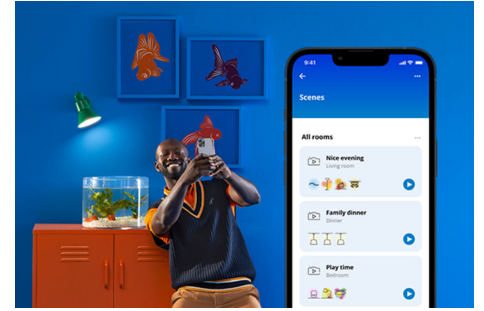 9:41
Scenes
All rooms
Nice evening
Living room
Family dinner
Dinner
Play time
Bedroom